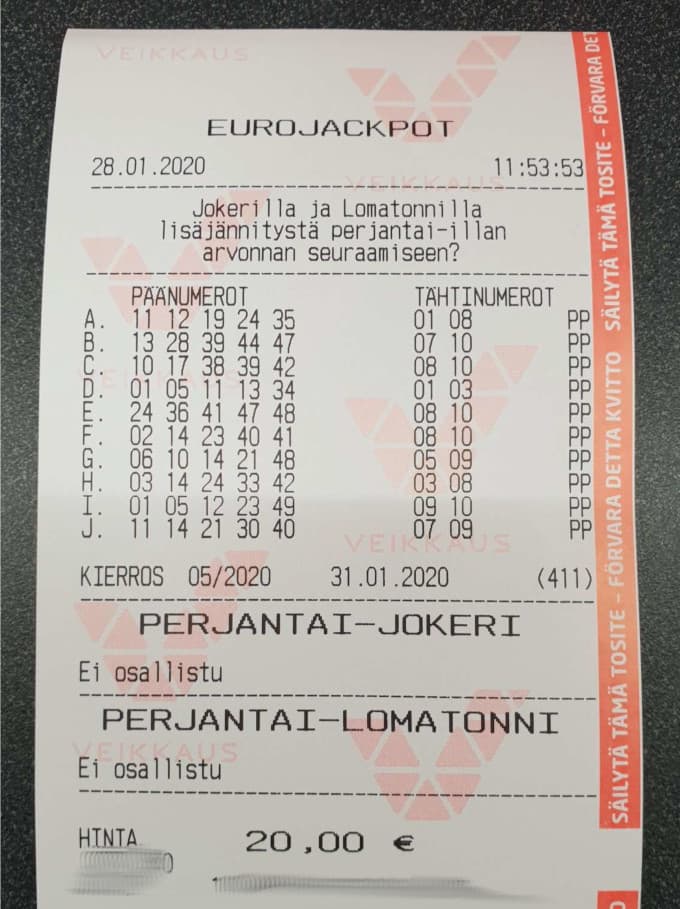 VEIKKAUS
EUROJACKPOT
28.01.2020 11:53:53
VEIKKAUS
Jokerilla ja Lomatonnilla
lisäjännitystä perjantai-illan
arvonnan seuraamiseen?
PÄÄNUMEROT TÄHTINUMEROT
A. 11 12 19 24 35 01 08 PP
B. 13 28 39 44 47 07 10 PP
C. 10 17 38 39 42 08 10 PP
VEIKKAUS
D. 01 05 11 13 34 01 03 PP
E. 24 36 41 47 48 08 10 PP
F. 02 14 23 40 41 08 10 PP
G. 06 10 14 21 48 05 09 PP
H. 03 14 24 33 42 03 08 PP
I. 01 05 12 23 49 09 10 PP
J. 11 14 21 30 40 07 09 PP
VEIKKAUS
KIERROS 05/2020 31.01.2020 (411)
PERJANTAI-JOKERI
Ei osallistu
PERJANTAI-LOMATONNI
VEIKKAUS
Ei osallistu
HINTA 20,00 €
SÄILYTÄ TÄMÄ TOSITE – FÖRVARA DETTA KVITTO SÄILYTÄ TÄMÄ TOSITE – FÖRVARA